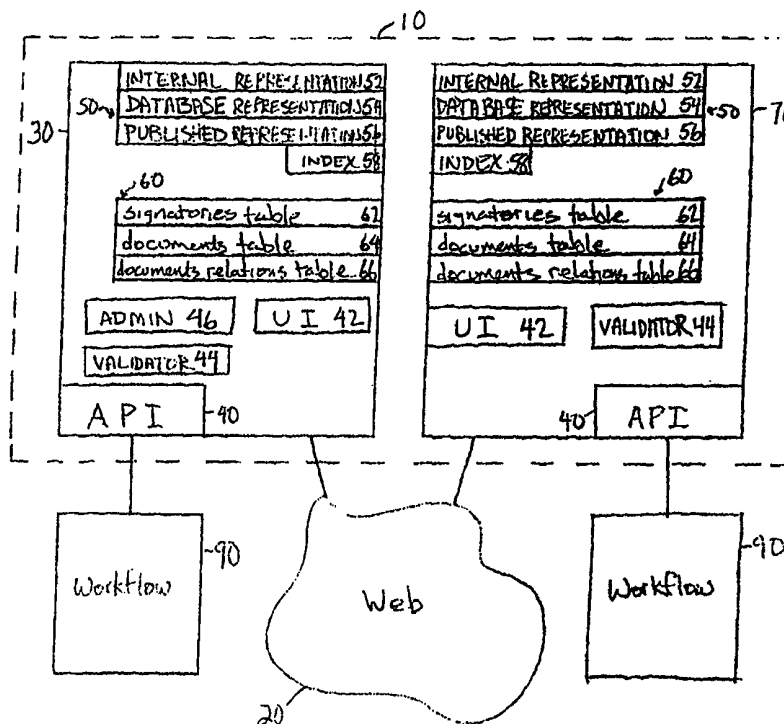 10
INTERNAL REPRESENTATION 52
50
DATABASE REPRESENTATION 54
PUBLISHED REPRESENTATION 56
INDEX 58
30
60
signatories table 62
documents table 64
documents relations table 66
ADMIN 46
UI 42
VALIDATOR 44
API
40
INTERNAL REPRESENTATION 52
DATABASE REPRESENTATION 54
50
PUBLISHED REPRESENTATION 56
INDEX 58
60
signatories table 62
documents table 64
documents relations table 66
UI 42
VALIDATOR 44
40
API
Workflow
90
Web
20
Workflow
90